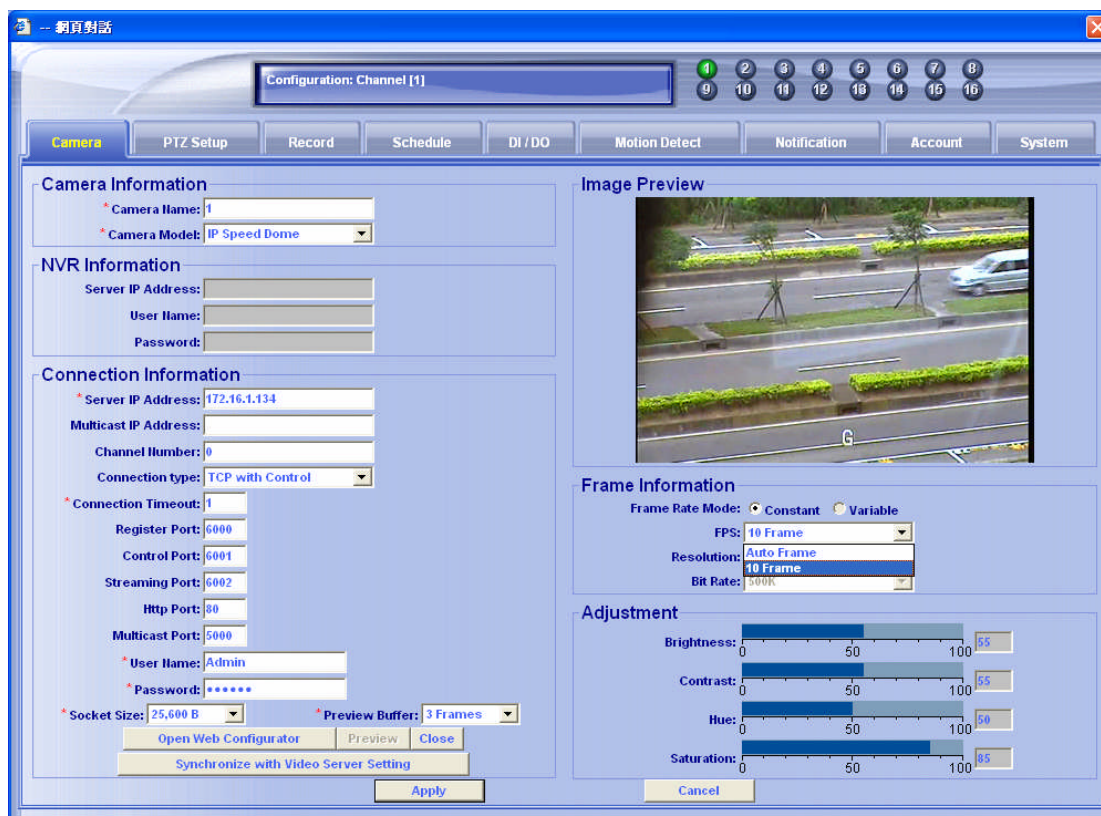 -- 網頁對話
Configuration: Channel [1]
1 2 3 4 5 6 7 8
9 10 11 12 13 14 15 16
Camera PTZ Setup Record Schedule DI / DO Motion Detect Notification Account System
Camera Information
* Camera Name: 1
* Camera Model: IP Speed Dome
NVR Information
Server IP Address:
User Name:
Password:
Connection Information
* Server IP Address: 172.16.1.134
Multicast IP Address:
Channel Number: 0
Connection type: TCP with Control
* Connection Timeout: 1
Register Port: 6000
Control Port: 6001
Streaming Port: 6002
Http Port: 80
Multicast Port: 5000
* User Name: Admin
* Password: ••••••
* Socket Size: 25,600 B * Preview Buffer: 3 Frames
Open Web Configurator Preview Close
Synchronize with Video Server Setting
Apply
Image Preview
G
Frame Information
Frame Rate Mode: Constant Variable
FPS: 10 Frame
Auto Frame
Resolution:
10 Frame
Bit Rate: 500K
Adjustment
Brightness: 0 50 100 55
Contrast: 0 50 100 55
Hue: 0 50 100 50
Saturation: 0 50 100 85
Cancel